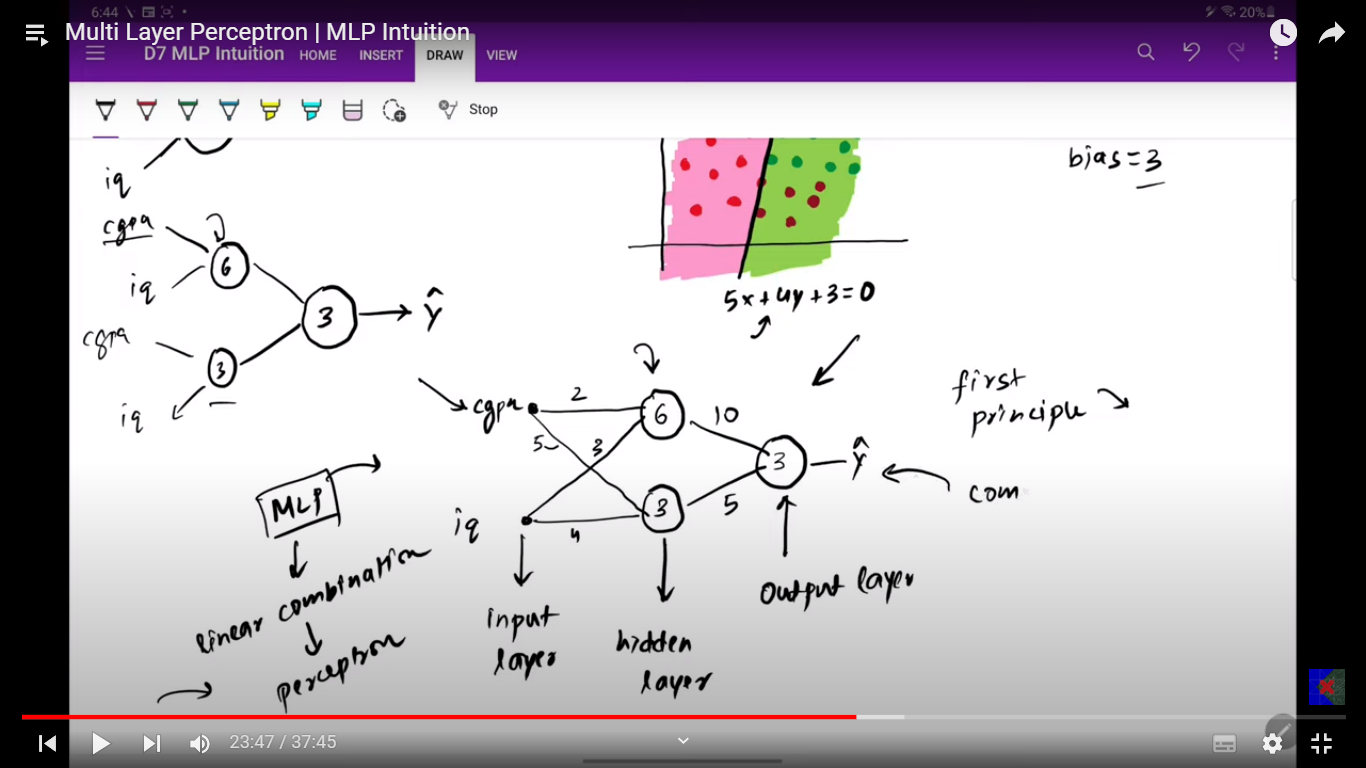 6:44
20%
Multi Layer Perceptron | MLP Intuition
D7 MLP Intuition HOME INSERT DRAW VIEW
Stop
iq
cgpa
6
iq
3
Ŷ
cgpa
3
iq
bias = 3
5x+4y+3=0
first
principle
cgpa
2
6
10
5
3
3
Ŷ
iq
4
3
5
com
MLP
linear combination
perceptron
input
layer
hidden
layer
output layer
23:47 / 37:45